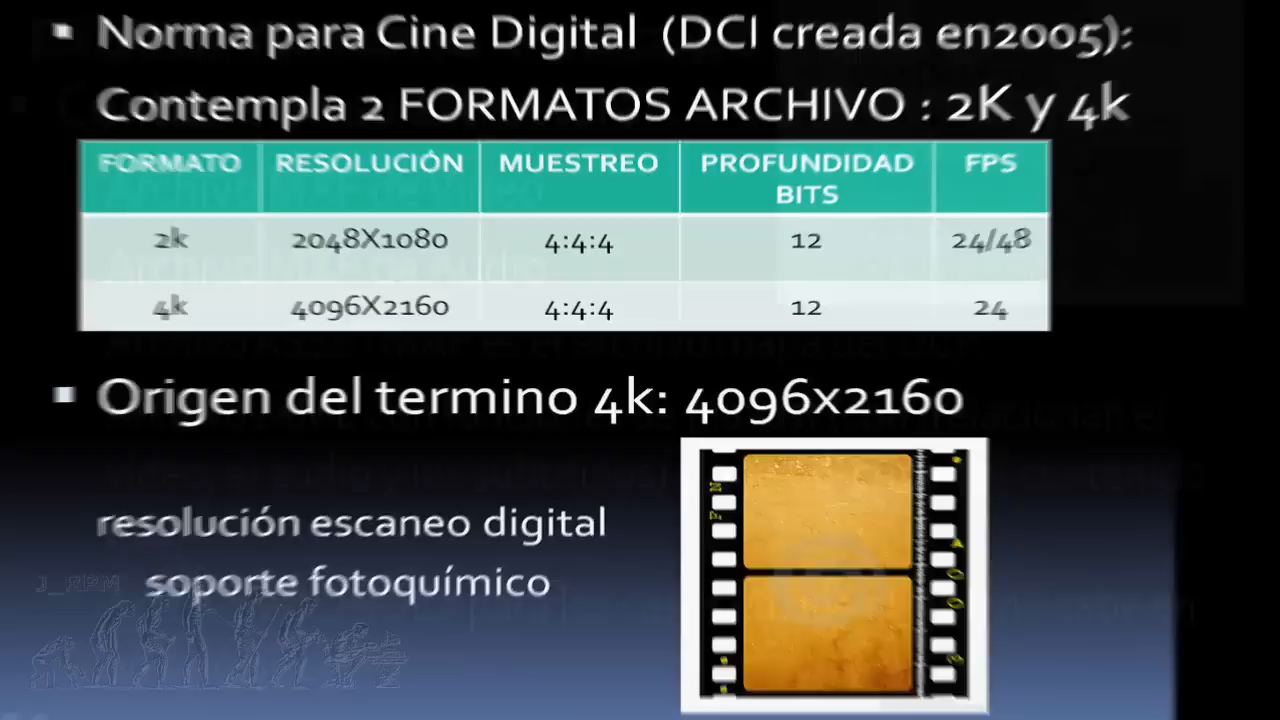 Norma para Cine Digital (DCI creada en2005):
Contempla 2 FORMATOS ARCHIVO : 2K y 4k
FORMATO RESOLUCIÓN MUESTREO PROFUNDIDAD BITS FPS
2k 2048X1080 4:4:4 12 24/48
4k 4096X2160 4:4:4 12 24
Origen del termino 4k: 4096x2160
resolución escaneo digital
soporte fotoquímico